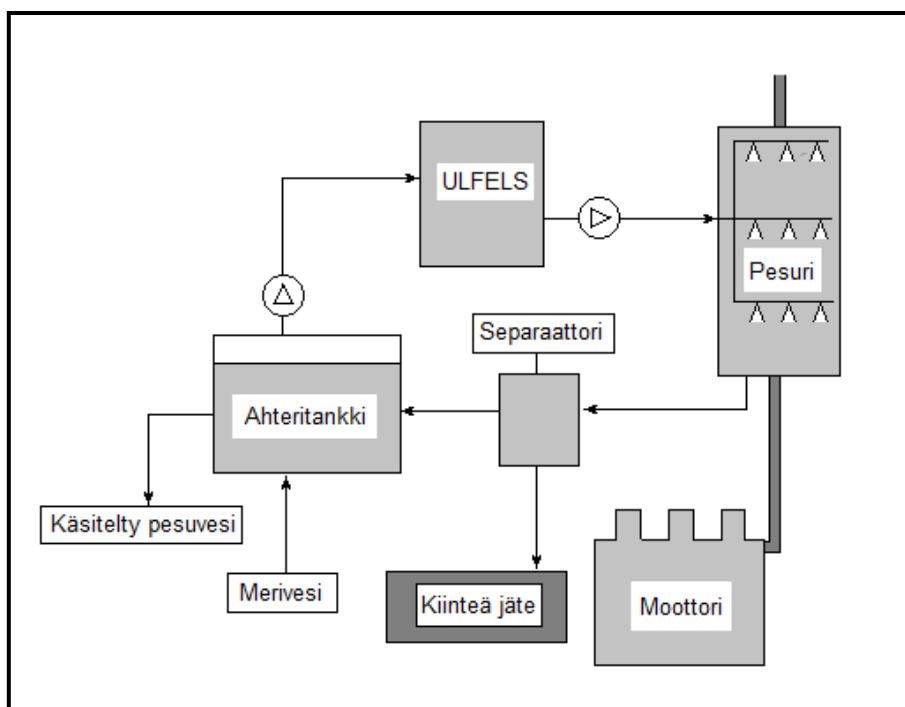 ULFELS
Pesuri
Separaattori
Ahteritankki
Käsitelty pesuvesi
Merivesi
Kiinteä jäte
Moottori